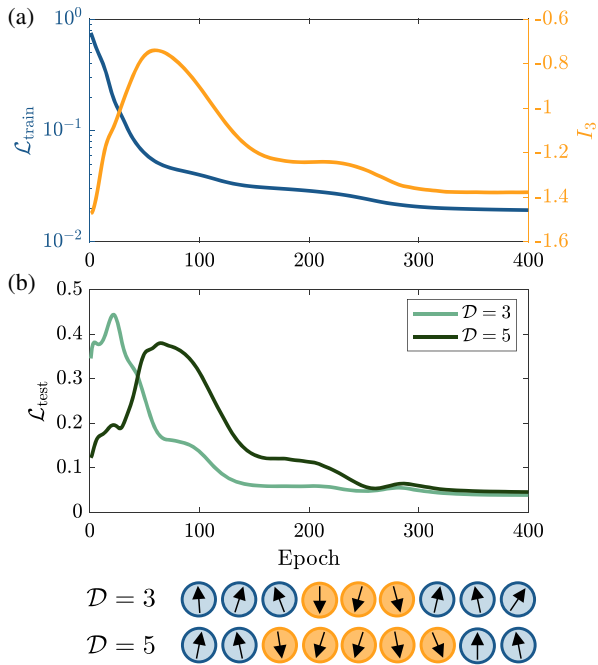 (a)
10⁰
10⁻¹
10⁻²
ℒtrain
-0.6
-0.8
-1
-1.2
-1.4
-1.6
I₃
0 100 200 300 400
(b)
0.5
0.4
0.3
0.2
0.1
0
ℒtest
𝒟 = 3
𝒟 = 5
0 100 200 300 400
Epoch
𝒟 = 3
𝒟 = 5